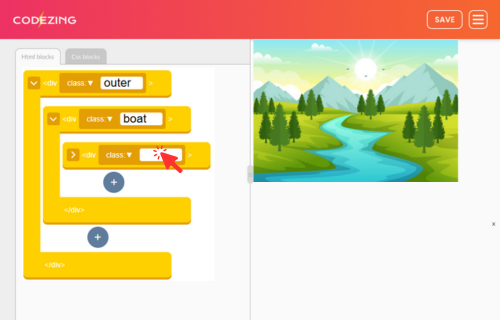 CODEZING
SAVE
Html blocks
Css blocks
<div class:▼ outer >
<div class:▼ boat >
<div class:▼ >
+
</div>
+
</div>
x